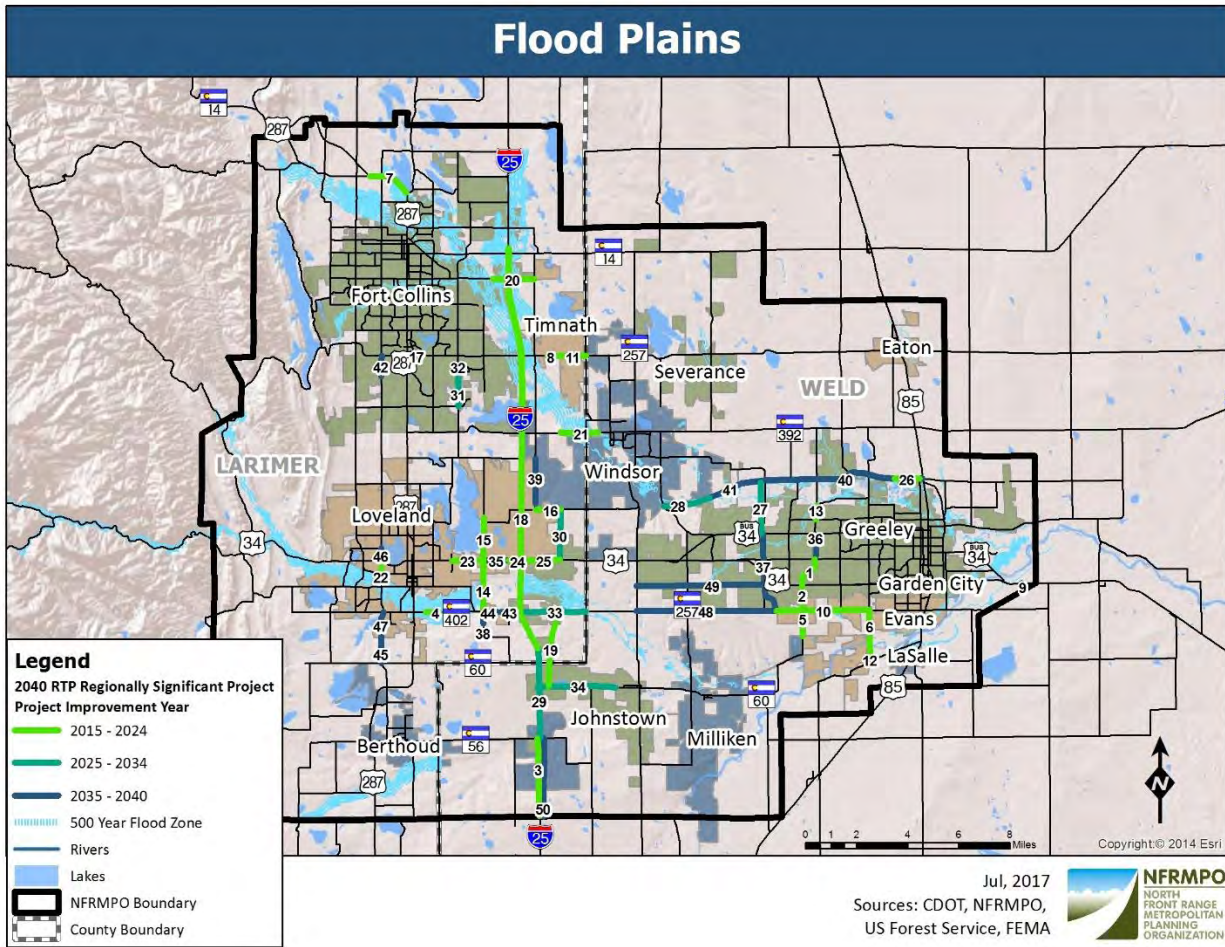 Flood Plains
14
287
25
7
287
14
20
Fort Collins
Timnath
257
Eaton
8 11
42 287 17
32
Severance
WELD
31
85
25
392
21
LARIMER
Windsor
39
40 26
41
28
27
287
Loveland
16
13
18
Greeley
34
15
30
BUS
34
36
BUS
34
46
23 35 24 25
34
37
22
34
1
Garden City
49
9
14
2
4
402
44 43
33
257
48
10
Evans
47
38
5
6
45
60
19
12
LaSalle
34
60
85
29
Johnstown
Milliken
Berthoud
56
287
3
50
25
Legend
2040 RTP Regionally Significant Project
Project Improvement Year
2015 - 2024
2025 - 2034
2035 - 2040
500 Year Flood Zone
Rivers
Lakes
NFRMPO Boundary
County Boundary
N
0 1 2 4 6 8
Miles
Copyright:© 2014 Esri
Jul, 2017
Sources: CDOT, NFRMPO,
US Forest Service, FEMA
NFRMPO
NORTH
FRONT RANGE
METROPOLITAN
PLANNING
ORGANIZATION